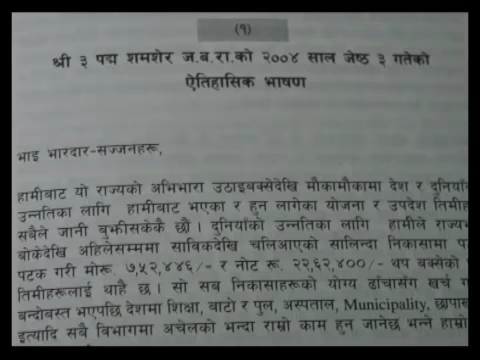 (१)
श्री ३ पद्म शमशेर ज.ब.रा.को २००४ साल जेष्ठ ३ गतेको
ऐतिहासिक भाषण
भाइ भारदार-सज्जनहरू,
हामीबाट यो राज्यको अभिभारा उठाइबक्सेदेखि मौकामौकामा देश र
उन्नतिका लागि हामीबाट भएका र हुन लागेका योजना र उपदेश
सबैले जानी बुझीसकेकै छौ । दुनियाँको उन्नतिका लागि हामीले
बोकेदेखि अहिलेसम्ममा साविकदेखि चलिआएको सालिन्दा निकासामा
पटक गरी मोरू. ७,५२,४४६/- र नोट रू. २२,६२,४००/- थप बक्सेको
तिमीहरूलाई थाहै छ । सो सब निकासाहरूको योग्य ढाँचासँग खर्च
बन्दोबस्त भएपछि देशमा शिक्षा, बाटो र पुल, अस्पताल, Municipality,
इत्यादि सबै विभागमा अचेलको भन्दा राम्रो काम हुन जानेछ भन्ने हाम्रो